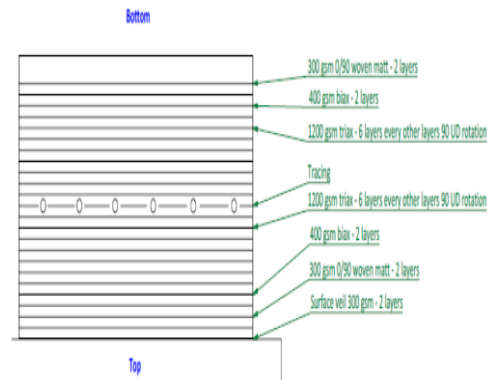 Bottom
300 gsm 0/90 woven matt - 2 layers
400 gsm biax - 2 layers
1200 gsm triax - 6 layers every other layers 90 UD rotation
Tracing
1200 gsm triax - 6 layers every other layers 90 UD rotation
400 gsm biax - 2 layers
300 gsm 0/90 woven matt - 2 layers
Surface veil 300 gsm - 2 layers
Top